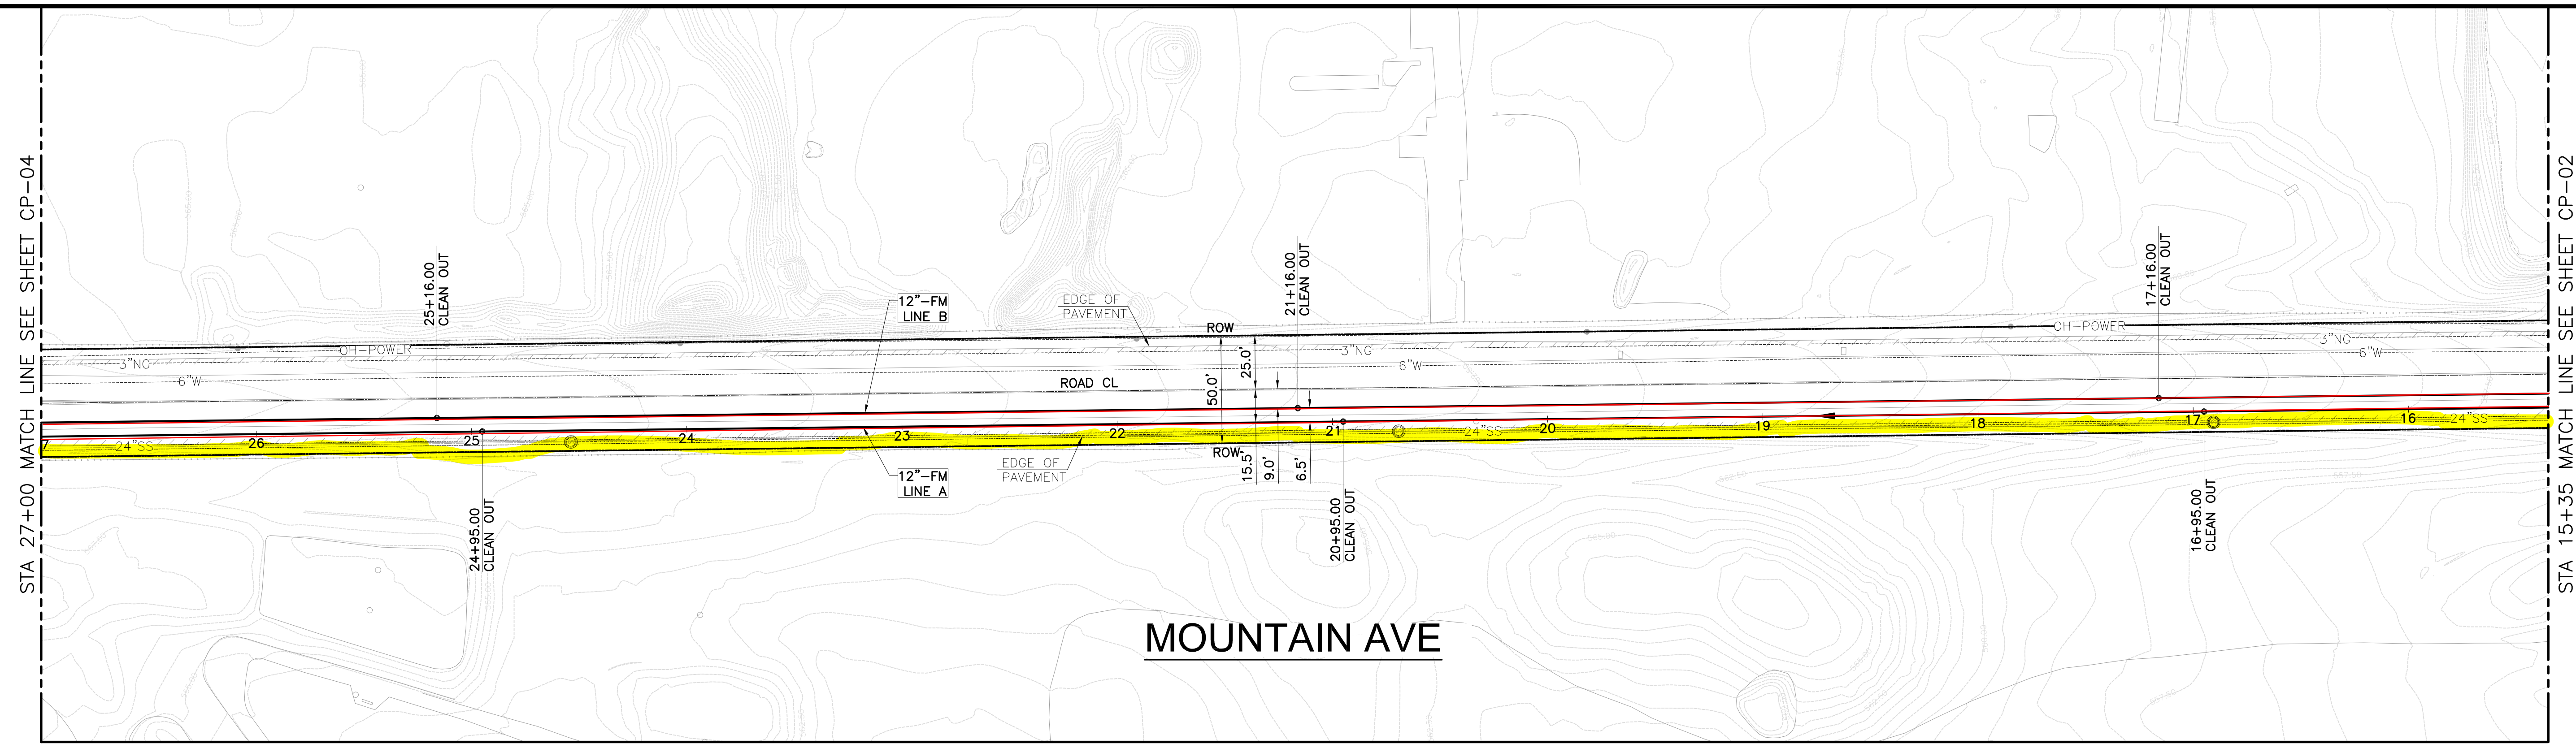 STA 27+00 MATCH LINE SEE SHEET CP-04
STA 15+35 MATCH LINE SEE SHEET CP-02
25+16.00
CLEAN OUT
21+16.00
CLEAN OUT
17+16.00
CLEAN OUT
12"-FM
LINE B
EDGE OF
PAVEMENT
ROW
OH-POWER
OH-POWER
3"NG
3"NG
3"NG
6"W
6"W
6"W
ROAD CL
25.0'
50.0'
7
24"SS
26
25
24
23
22
21
24"SS
20
19
18
17
16
24"SS
ROW
15.5'
9.0'
6.5'
EDGE OF
PAVEMENT
12"-FM
LINE A
24+95.00
CLEAN OUT
20+95.00
CLEAN OUT
16+95.00
CLEAN OUT
MOUNTAIN AVE